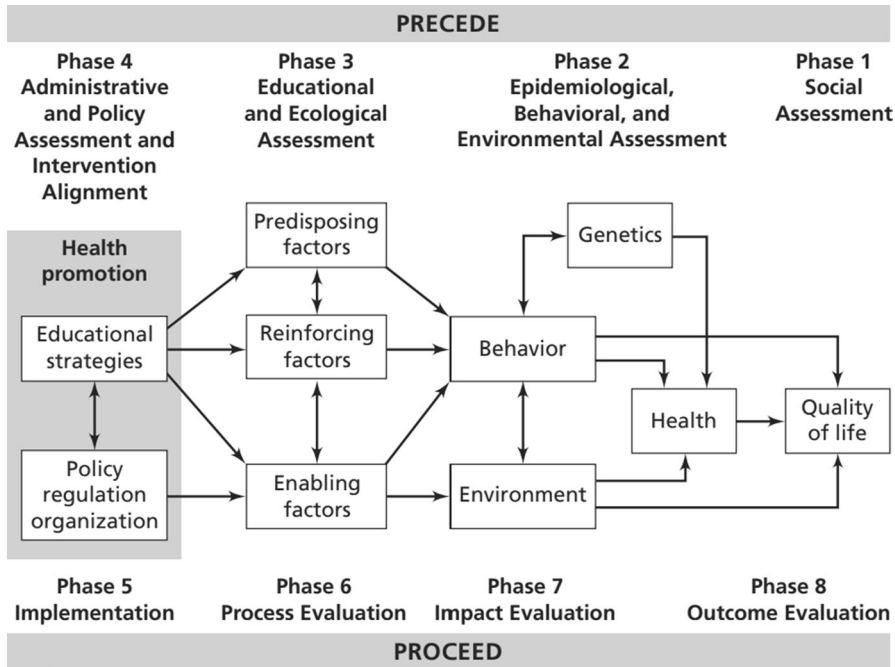 PRECEDE
Phase 4
Administrative
and Policy
Assessment and
Intervention
Alignment
Phase 3
Educational
and Ecological
Assessment
Phase 2
Epidemiological,
Behavioral, and
Environmental Assessment
Phase 1
Social
Assessment
Health
promotion
Educational
strategies
Policy
regulation
organization
Predisposing
factors
Reinforcing
factors
Enabling
factors
Genetics
Behavior
Environment
Health
Quality
of life
Phase 5
Implementation
Phase 6
Process Evaluation
Phase 7
Impact Evaluation
Phase 8
Outcome Evaluation
PROCEED